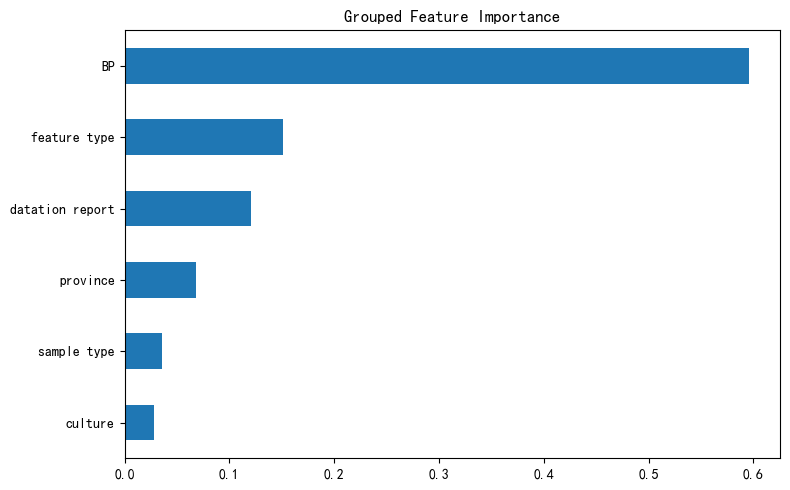 Grouped Feature Importance
BP
feature type
datation report
province
sample type
culture
0.0 0.1 0.2 0.3 0.4 0.5 0.6